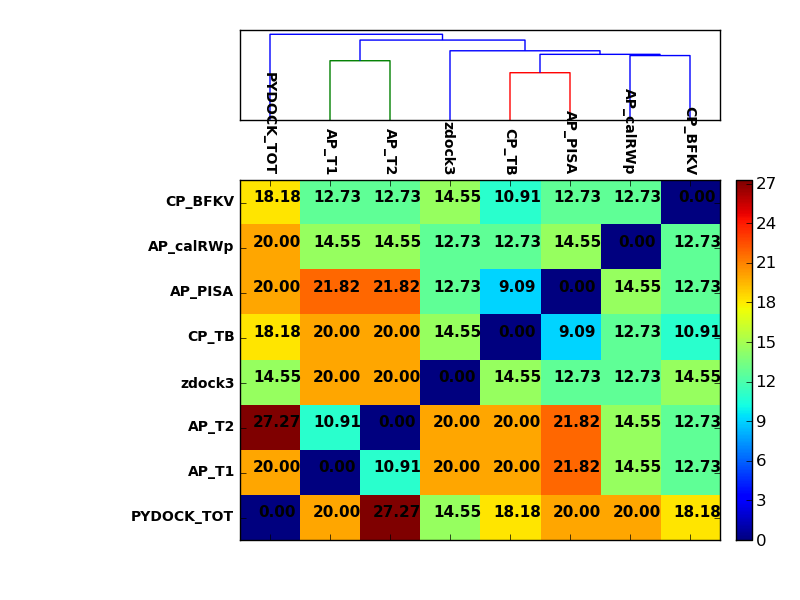 PYDOCK_TOT AP_T1 AP_T2 zdock3 CP_TB AP_PISA AP_calRWp CP_BFKV
CP_BFKV 18.18 12.73 12.73 14.55 10.91 12.73 12.73 0.00
AP_calRWp 20.00 14.55 14.55 12.73 12.73 14.55 0.00 12.73
AP_PISA 20.00 21.82 21.82 12.73 9.09 0.00 14.55 12.73
CP_TB 18.18 20.00 20.00 14.55 0.00 9.09 12.73 10.91
zdock3 14.55 20.00 20.00 0.00 14.55 12.73 12.73 14.55
AP_T2 27.27 10.91 0.00 20.00 20.00 21.82 14.55 12.73
AP_T1 20.00 0.00 10.91 20.00 20.00 21.82 14.55 12.73
PYDOCK_TOT 0.00 20.00 27.27 14.55 18.18 20.00 20.00 18.18
27
24
21
18
15
12
9
6
3
0